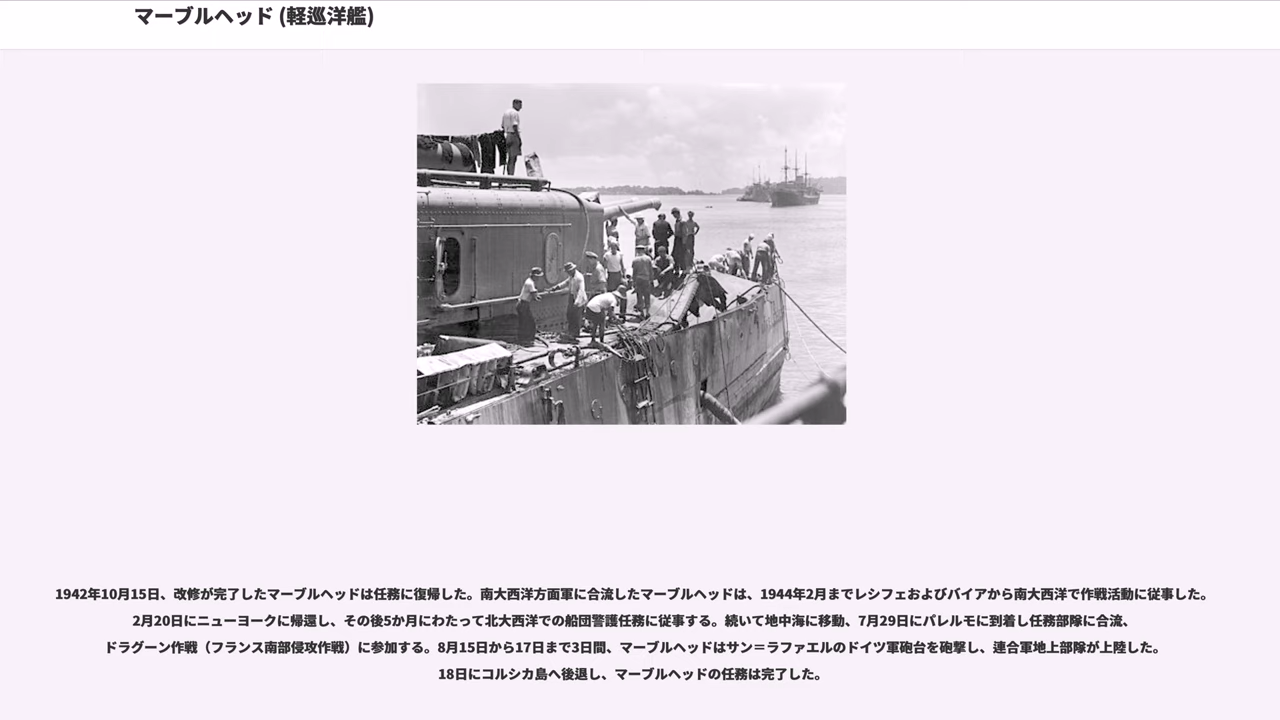 マーブルヘッド (軽巡洋艦)
1942年10月15日、改修が完了したマーブルヘッドは任務に復帰した。南大西洋方面軍に合流したマーブルヘッドは、1944年2月までレシフェおよびバイアから南大西洋で作戦活動に従事した。
2月20日にニューヨークに帰還し、その後5か月にわたって北大西洋での船団警護任務に従事する。続いて地中海に移動、7月29日にパレルモに到着し任務部隊に合流、
ドラグーン作戦（フランス南部侵攻作戦）に参加する。8月15日から17日まで3日間、マーブルヘッドはサン＝ラファエルのドイツ軍砲台を砲撃し、連合軍地上部隊が上陸した。
18日にコルシカ島へ後退し、マーブルヘッドの任務は完了した。